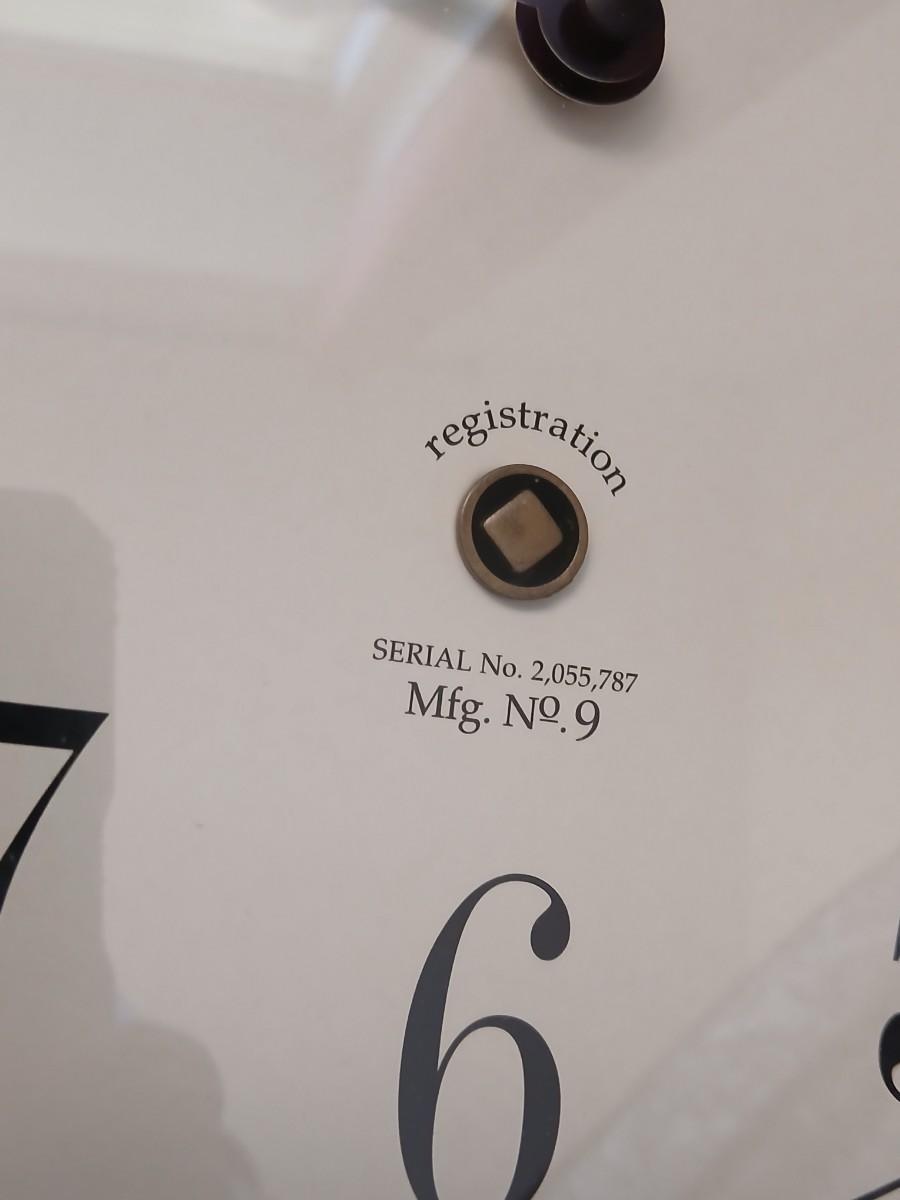 registration
SERIAL No. 2,055,787
Mfg. Nº. 9
7
6